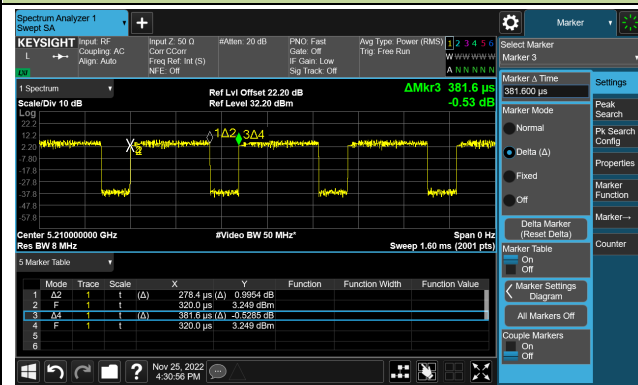 Spectrum Analyzer 1
Swept SA
Marker
KEYSIGHT
Input: RF
Coupling: AC
Align: Auto
Input Z: 50 Ω
Corr CCorr
Freq Ref: Int (S)
NFE: Off
#Atten: 20 dB
PNO: Fast
Gate: Off
IF Gain: Low
Sig Track: Off
Avg Type: Power (RMS)
Trig: Free Run
1 2 3 4 5 6
W W W W W W
A N N N N N
L
LXI
Select Marker
Marker 3
1 Spectrum
Scale/Div 10 dB
Ref Lvl Offset 22.20 dB
Ref Level 32.20 dBm
ΔMkr3 381.6 µs
-0.53 dB
Log
22.2
12.2
2.20
-7.80
-17.8
-27.8
-37.8
-47.8
-57.8
1Δ2
3Δ4
Center 5.210000000 GHz
Res BW 8 MHz
#Video BW 50 MHz*
Span 0 Hz
Sweep 1.60 ms (2001 pts)
5 Marker Table
Mode Trace Scale X Y Function Function Width Function Value
1 Δ2 1 t (Δ) 278.4 µs (Δ) 0.9954 dB
2 F 1 t 320.0 µs 3.249 dBm
3 Δ4 1 t (Δ) 381.6 µs (Δ) -0.5285 dB
4 F 1 t 320.0 µs 3.249 dBm
5
6
Marker Δ Time
381.600 µs
Marker Mode
Normal
Delta (Δ)
Fixed
Off
Delta Marker
(Reset Delta)
Marker Table
On
Off
Marker Settings
Diagram
All Markers Off
Couple Markers
On
Off
Settings
Peak
Search
Pk Search
Config
Properties
Marker
Function
Marker→
Counter
Nov 25, 2022
4:30:56 PM